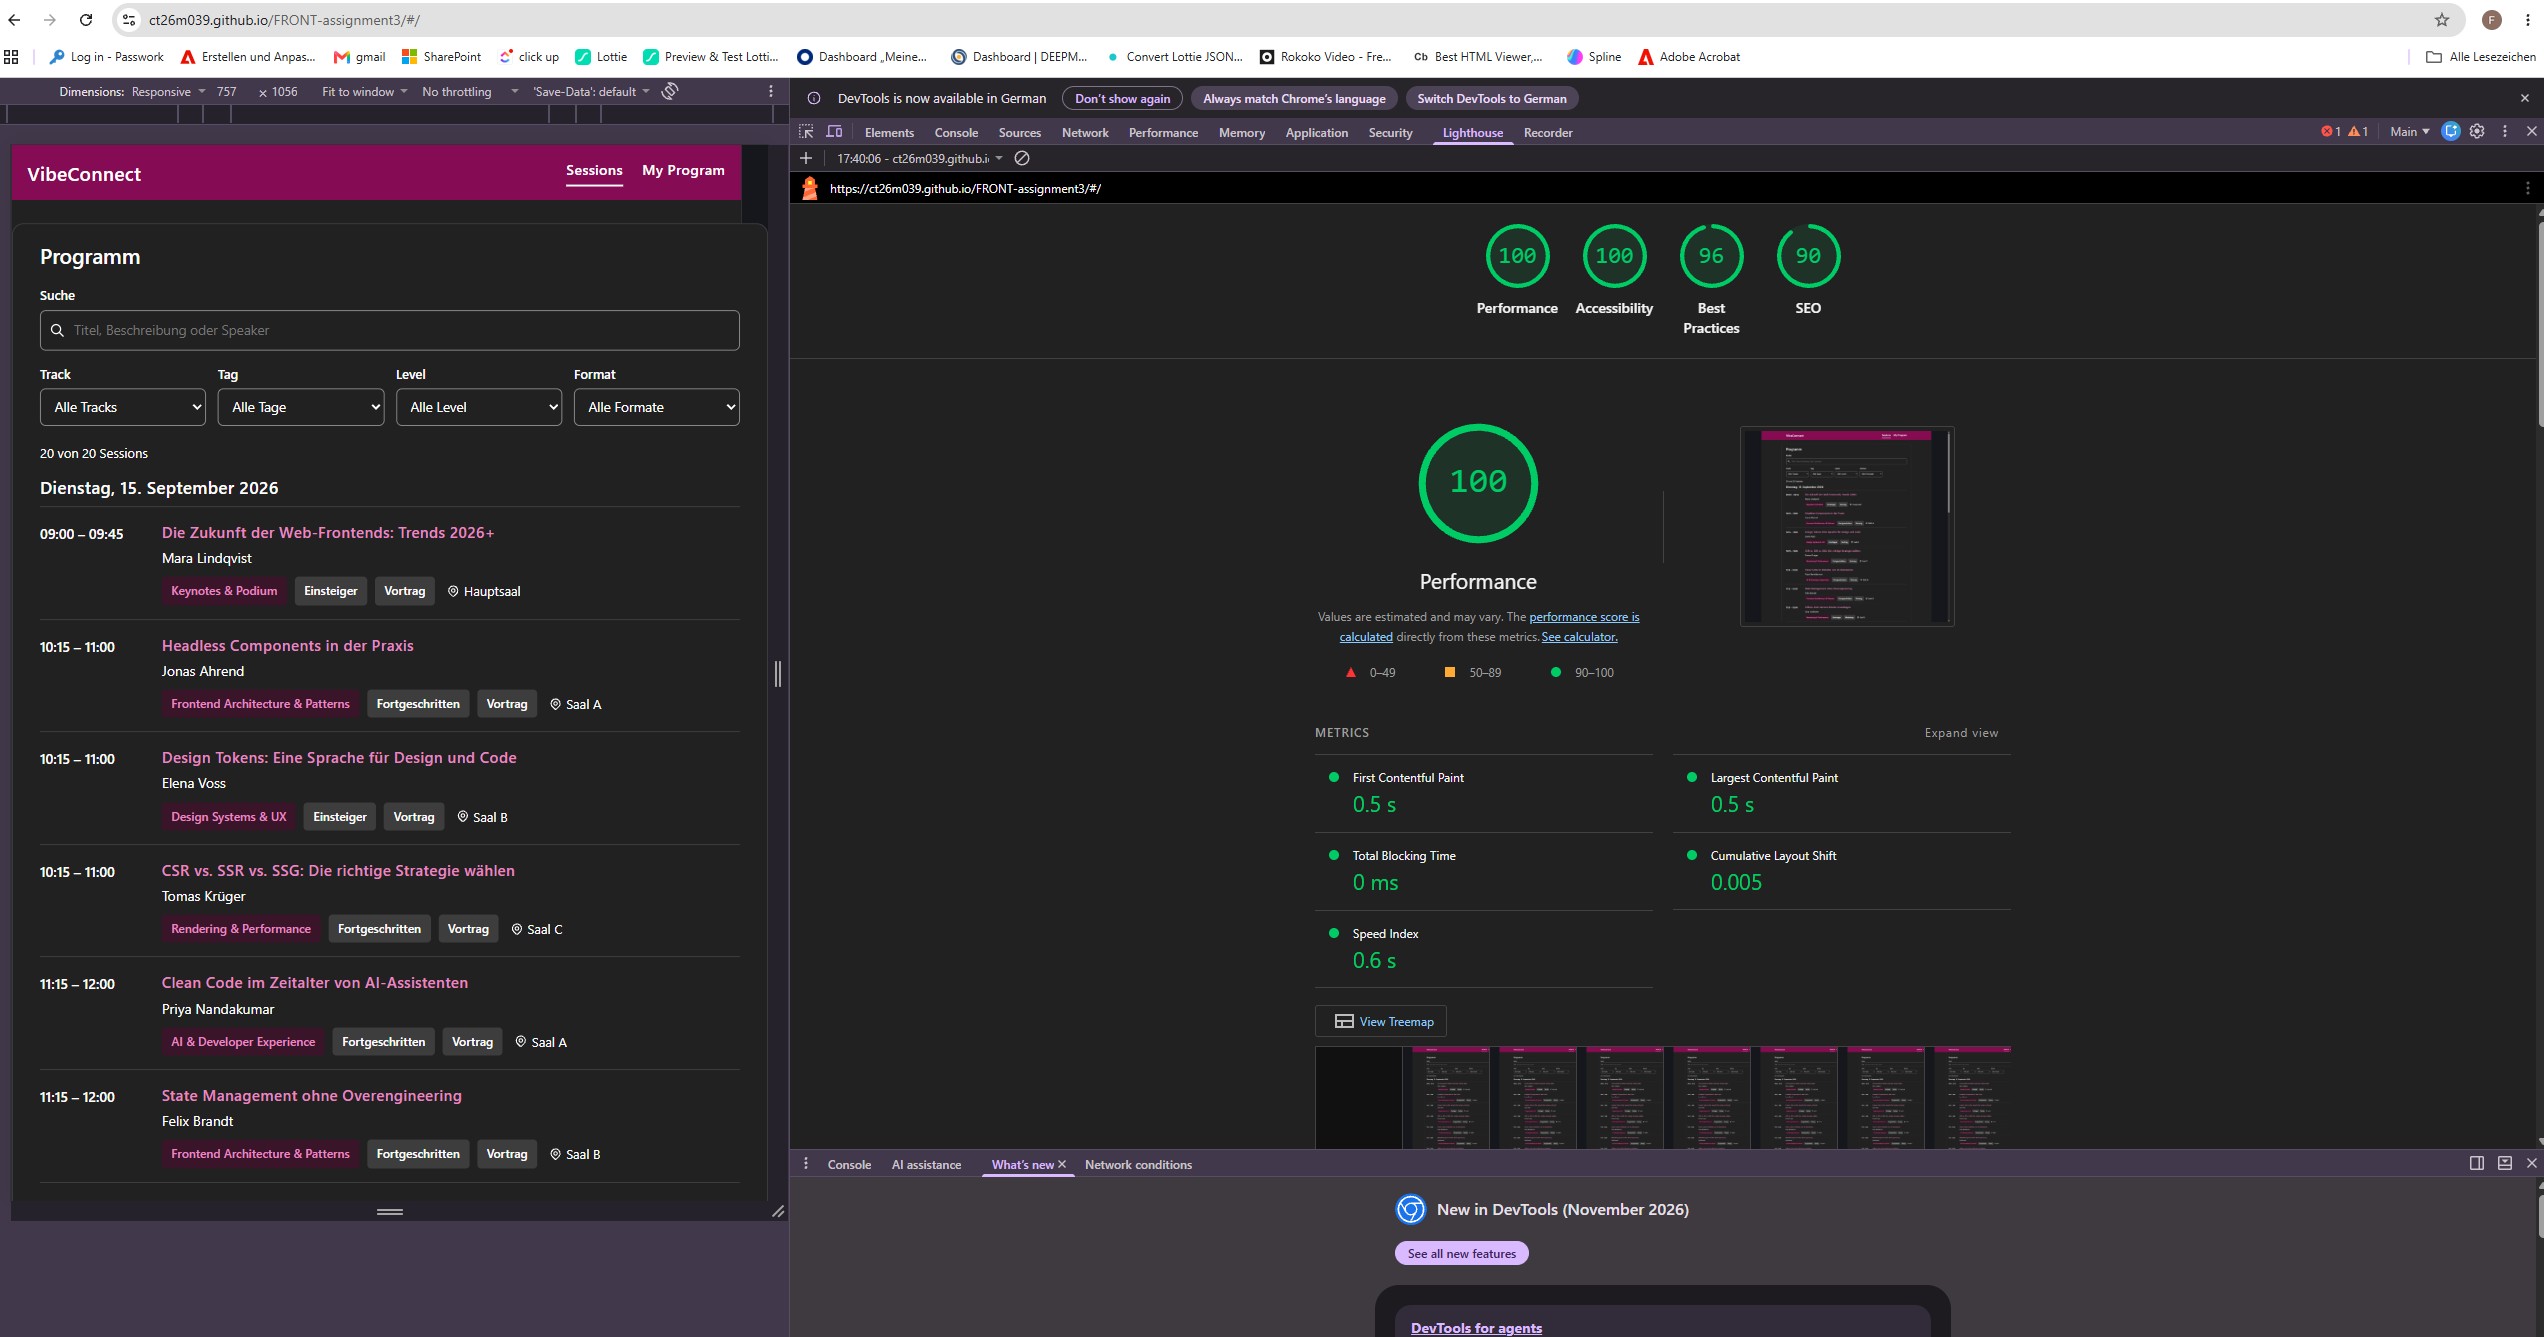 ct26m039.github.io/FRONT-assignment3/#/
F
Log in - Passwork
Erstellen und Anpas...
gmail
SharePoint
click up
Lottie
Preview & Test Lotti...
Dashboard „Meine...
Dashboard | DEEPM...
Convert Lottie JSON...
Rokoko Video - Fre...
Cb Best HTML Viewer,...
Spline
Adobe Acrobat
Alle Lesezeichen
Dimensions: Responsive 757 × 1056 Fit to window No throttling 'Save-Data': default
VibeConnect
Sessions My Program
Programm
Suche
Titel, Beschreibung oder Speaker
Track Tag Level Format
Alle Tracks Alle Tage Alle Level Alle Formate
20 von 20 Sessions
Dienstag, 15. September 2026
09:00 – 09:45 Die Zukunft der Web-Frontends: Trends 2026+
Mara Lindqvist
Keynotes & Podium Einsteiger Vortrag Hauptsaal
10:15 – 11:00 Headless Components in der Praxis
Jonas Ahrend
Frontend Architecture & Patterns Fortgeschritten Vortrag Saal A
10:15 – 11:00 Design Tokens: Eine Sprache für Design und Code
Elena Voss
Design Systems & UX Einsteiger Vortrag Saal B
10:15 – 11:00 CSR vs. SSR vs. SSG: Die richtige Strategie wählen
Tomas Krüger
Rendering & Performance Fortgeschritten Vortrag Saal C
11:15 – 12:00 Clean Code im Zeitalter von AI-Assistenten
Priya Nandakumar
AI & Developer Experience Fortgeschritten Vortrag Saal A
11:15 – 12:00 State Management ohne Overengineering
Felix Brandt
Frontend Architecture & Patterns Fortgeschritten Vortrag Saal B
DevTools is now available in German Don't show again Always match Chrome's language Switch DevTools to German
Elements Console Sources Network Performance Memory Application Security Lighthouse Recorder 1 1 Main
17:40:06 - ct26m039.github.i
https://ct26m039.github.io/FRONT-assignment3/#/
100 100 96 90
Performance Accessibility Best Practices SEO
100
Performance
Values are estimated and may vary. The performance score is
calculated directly from these metrics. See calculator.
0–49 50–89 90–100
METRICS Expand view
First Contentful Paint Largest Contentful Paint
0.5 s 0.5 s
Total Blocking Time Cumulative Layout Shift
0 ms 0.005
Speed Index
0.6 s
View Treemap
Console AI assistance What's new Network conditions
New in DevTools (November 2026)
See all new features
DevTools for agents